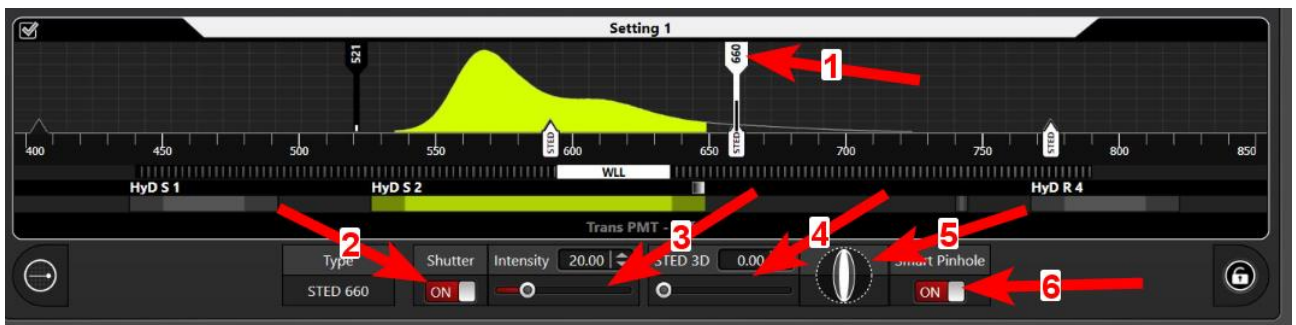 Setting 1
521
660
1
STED
STED
STED
400 450 500 550 600 650 700 750 800 850
WLL
HyD S 1 HyD S 2 HyD R 4
Trans PMT -
2 3 4 5
Type Shutter Intensity 20.00 STED 3D 0.00 Smart Pinhole
STED 660 ON ON 6